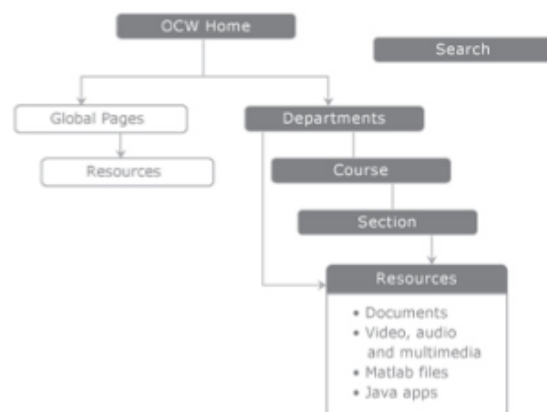 OCW Home
Search
Global Pages
Departments
Resources
Course
Section
Resources
• Documents
• Video, audio
and multimedia
• Matlab files
• Java apps